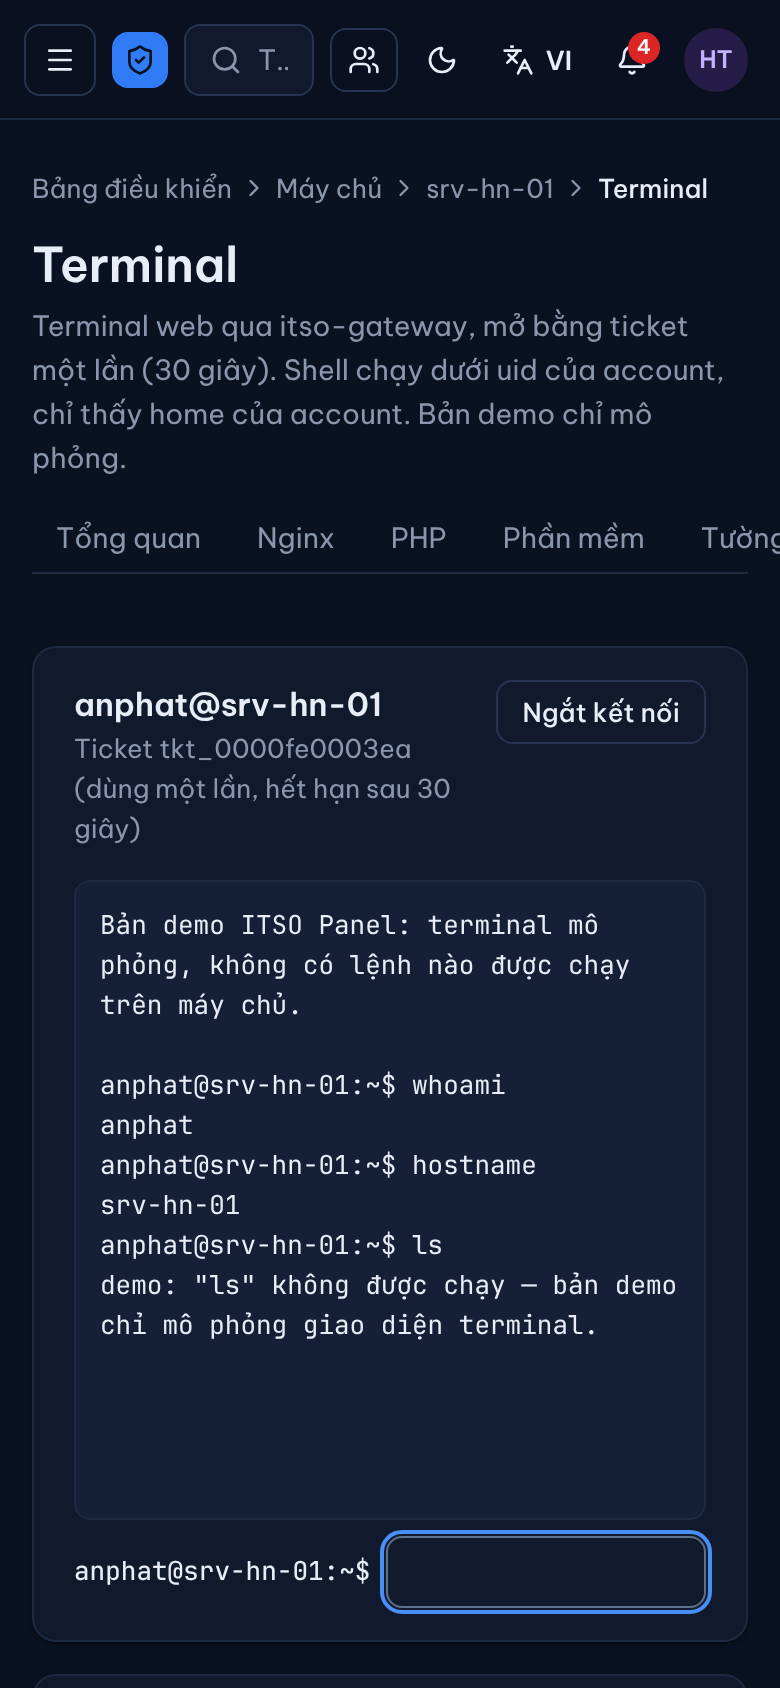 T..
VI
4
HT
Bảng điều khiển > Máy chủ > srv-hn-01 > Terminal
Terminal
Terminal web qua itso-gateway, mở bằng ticket
một lần (30 giây). Shell chạy dưới uid của account,
chỉ thấy home của account. Bản demo chỉ mô
phỏng.
Tổng quan Nginx PHP Phần mềm Tường
anphat@srv-hn-01
Ngắt kết nối
Ticket tkt_0000fe0003ea
(dùng một lần, hết hạn sau 30
giây)
Bản demo ITSO Panel: terminal mô
phỏng, không có lệnh nào được chạy
trên máy chủ.
anphat@srv-hn-01:~$ whoami
anphat
anphat@srv-hn-01:~$ hostname
srv-hn-01
anphat@srv-hn-01:~$ ls
demo: "ls" không được chạy — bản demo
chỉ mô phỏng giao diện terminal.
anphat@srv-hn-01:~$